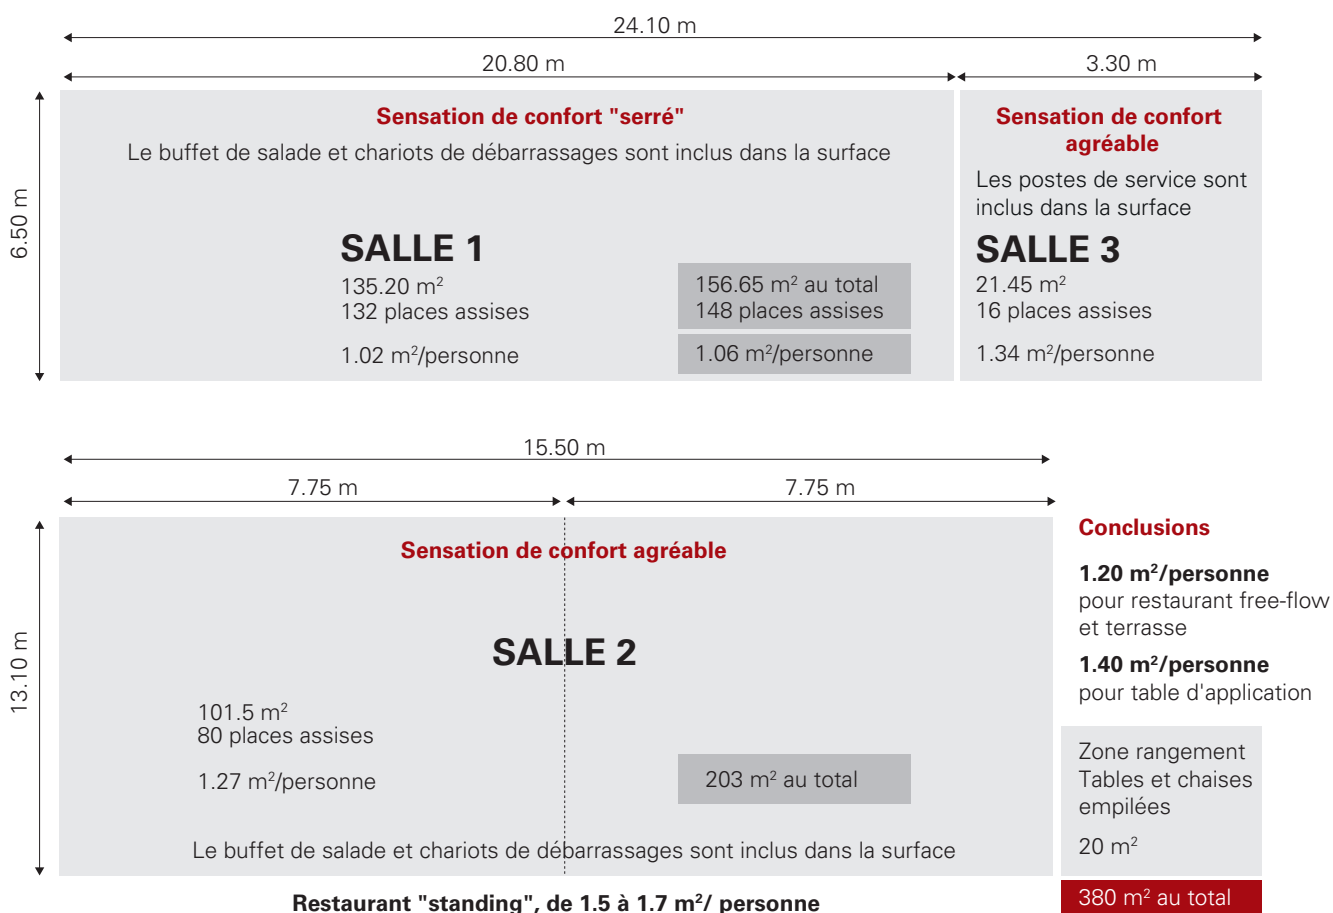 24.10 m
20.80 m
3.30 m
6.50 m
Sensation de confort "serré"
Le buffet de salade et chariots de débarrassages sont inclus dans la surface
SALLE 1
135.20 m²
132 places assises
1.02 m²/personne
156.65 m² au total
148 places assises
1.06 m²/personne
Sensation de confort
agréable
Les postes de service sont
inclus dans la surface
SALLE 3
21.45 m²
16 places assises
1.34 m²/personne
15.50 m
7.75 m
7.75 m
13.10 m
Sensation de confort agréable
SALLE 2
101.5 m²
80 places assises
1.27 m²/personne
203 m² au total
Le buffet de salade et chariots de débarrassages sont inclus dans la surface
Restaurant "standing", de 1.5 à 1.7 m²/ personne
Conclusions
1.20 m²/personne
pour restaurant free-flow
et terrasse
1.40 m²/personne
pour table d'application
Zone rangement
Tables et chaises
empilées
20 m²
380 m² au total